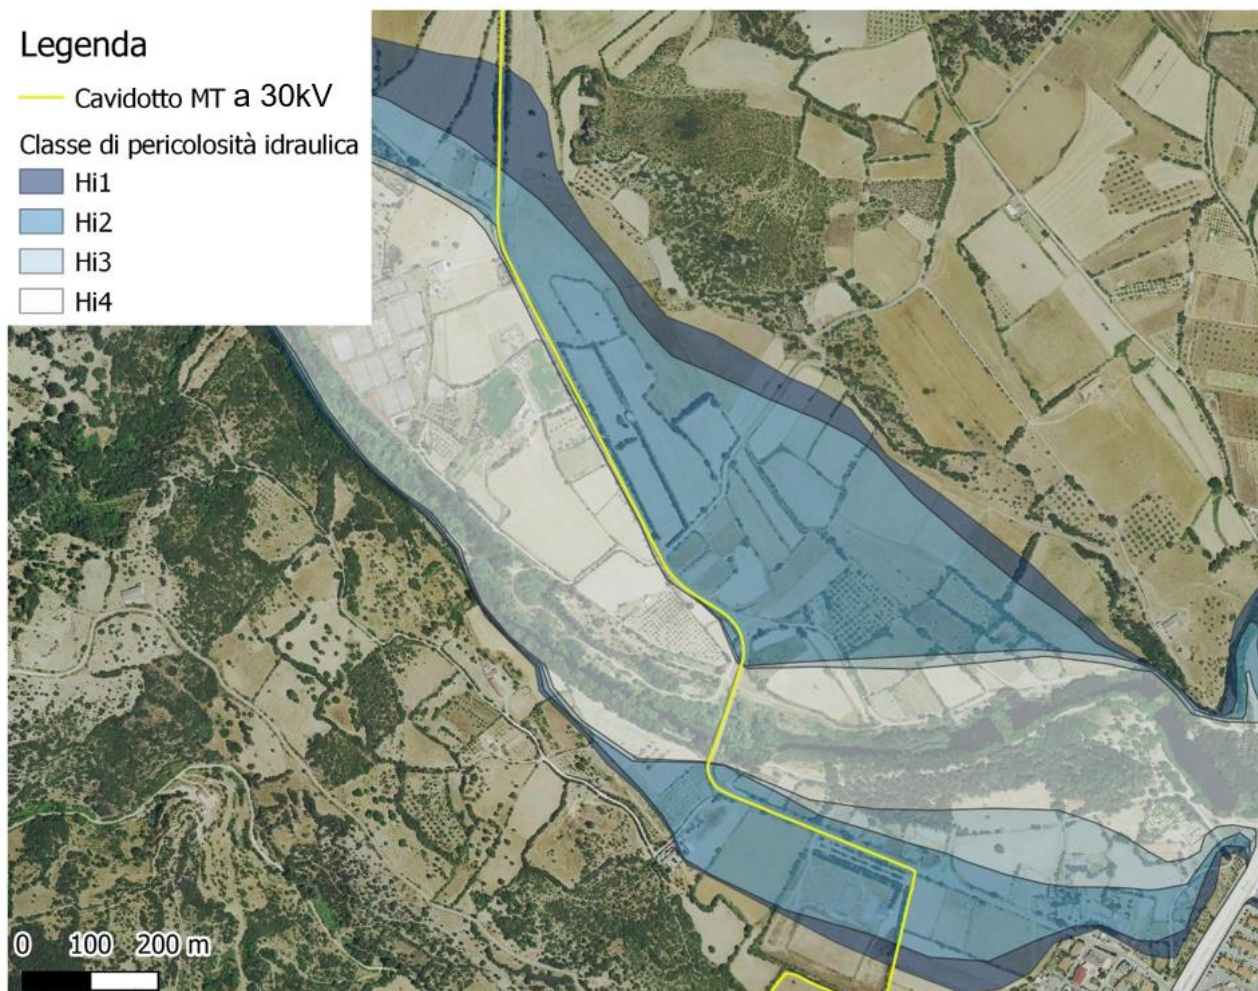 Legenda
Cavidotto MT a 30kV
Classe di pericolosità idraulica
Hi1
Hi2
Hi3
Hi4
0 100 200 m